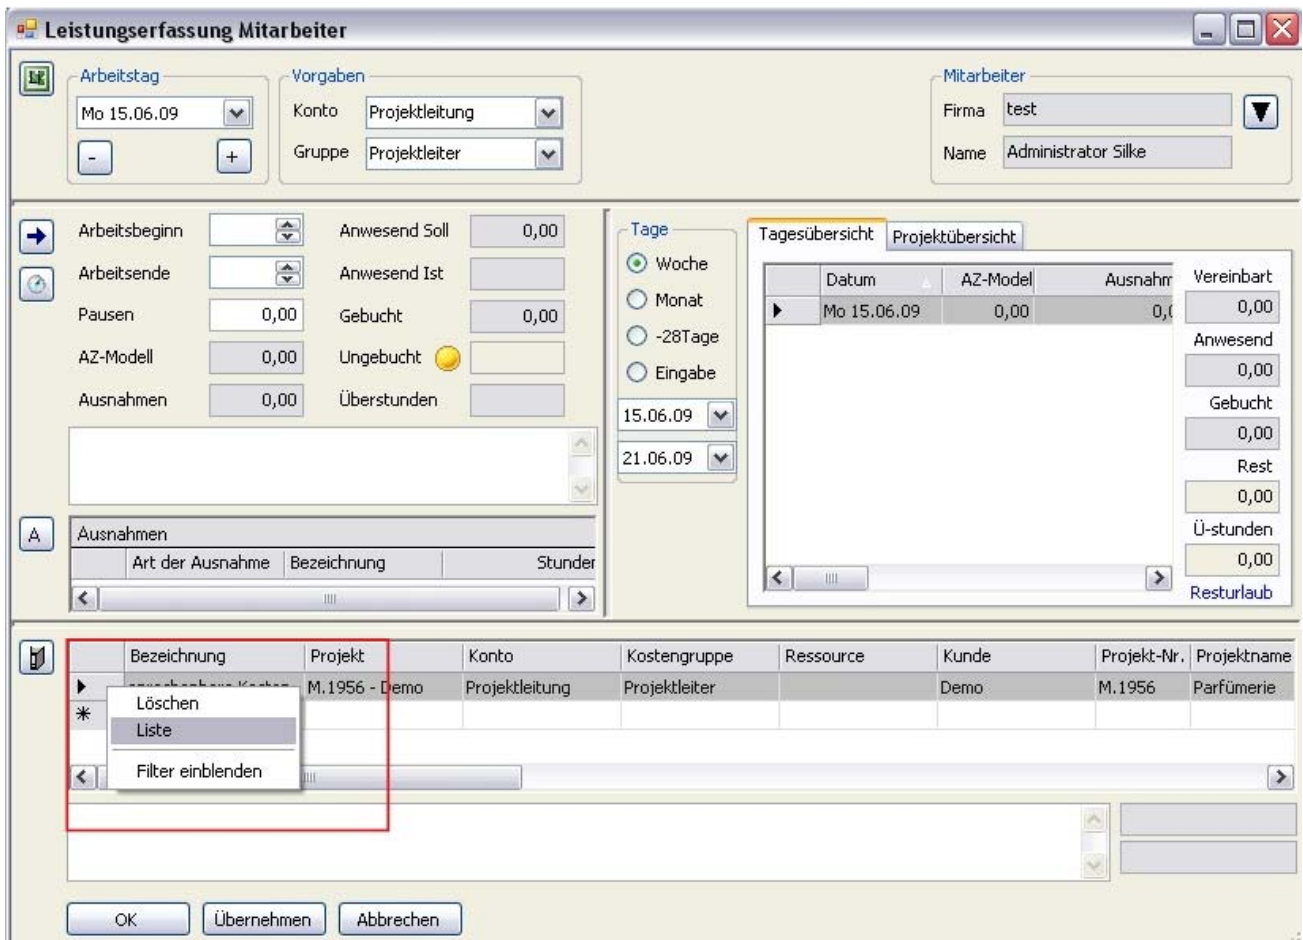 Leistungserfassung Mitarbeiter
Arbeitstag
Mo 15.06.09
- +
Vorgaben
Konto Projektleitung
Gruppe Projektleiter
Mitarbeiter
Firma test
Name Administrator Silke
Arbeitsbeginn
Arbeitsende
Pausen 0,00
AZ-Modell 0,00
Ausnahmen 0,00
Anwesend Soll 0,00
Anwesend Ist
Gebucht 0,00
Ungebucht
Überstunden
A
Ausnahmen
Art der Ausnahme Bezeichnung Stunder
Tage
Woche
Monat
-28Tage
Eingabe
15.06.09
21.06.09
Tagesübersicht Projektübersicht
Datum AZ-Model Ausnahm
Mo 15.06.09 0,00 0,0
Vereinbart
0,00
Anwesend
0,00
Gebucht
0,00
Rest
0,00
Ü-stunden
0,00
Resturlaub
Bezeichnung Projekt Konto Kostengruppe Ressource Kunde Projekt-Nr. Projektname
M.1956 - Demo Projektleitung Projektleiter Demo M.1956 Parfümerie
Löschen
Liste
Filter einblenden
OK Übernehmen Abbrechen